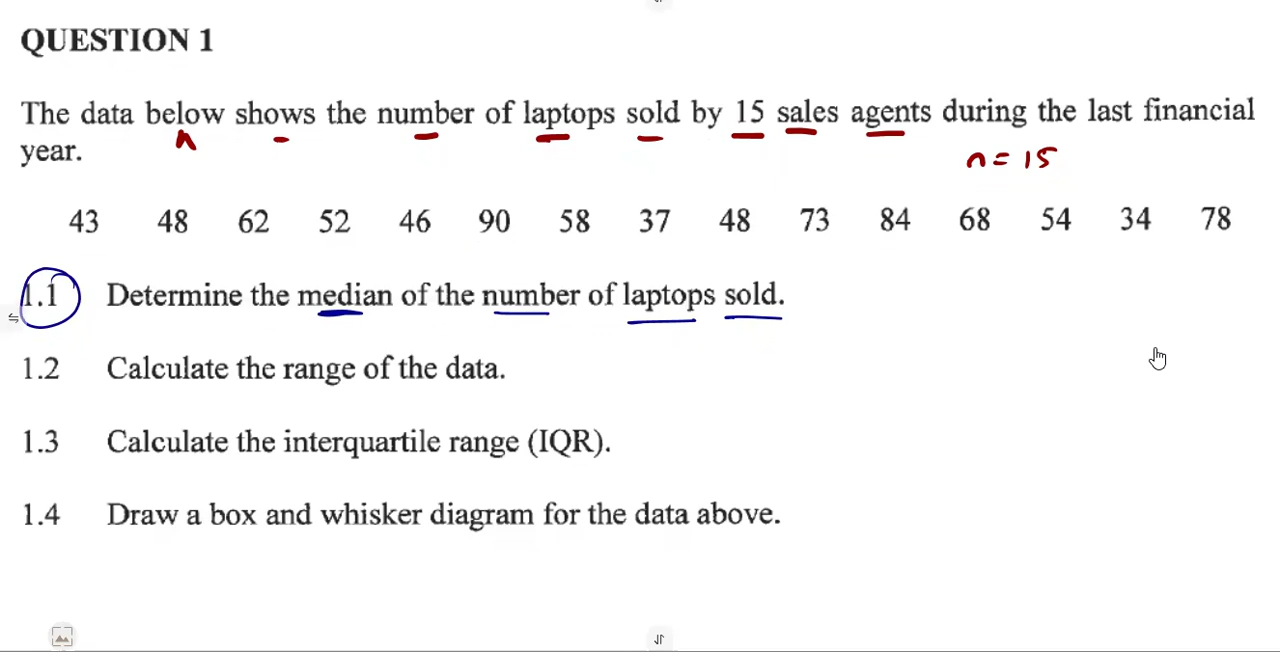 QUESTION 1
The data below shows the number of laptops sold by 15 sales agents during the last financial
year.
n = 15
43 48 62 52 46 90 58 37 48 73 84 68 54 34 78
1.1 Determine the median of the number of laptops sold.
1.2 Calculate the range of the data.
1.3 Calculate the interquartile range (IQR).
1.4 Draw a box and whisker diagram for the data above.